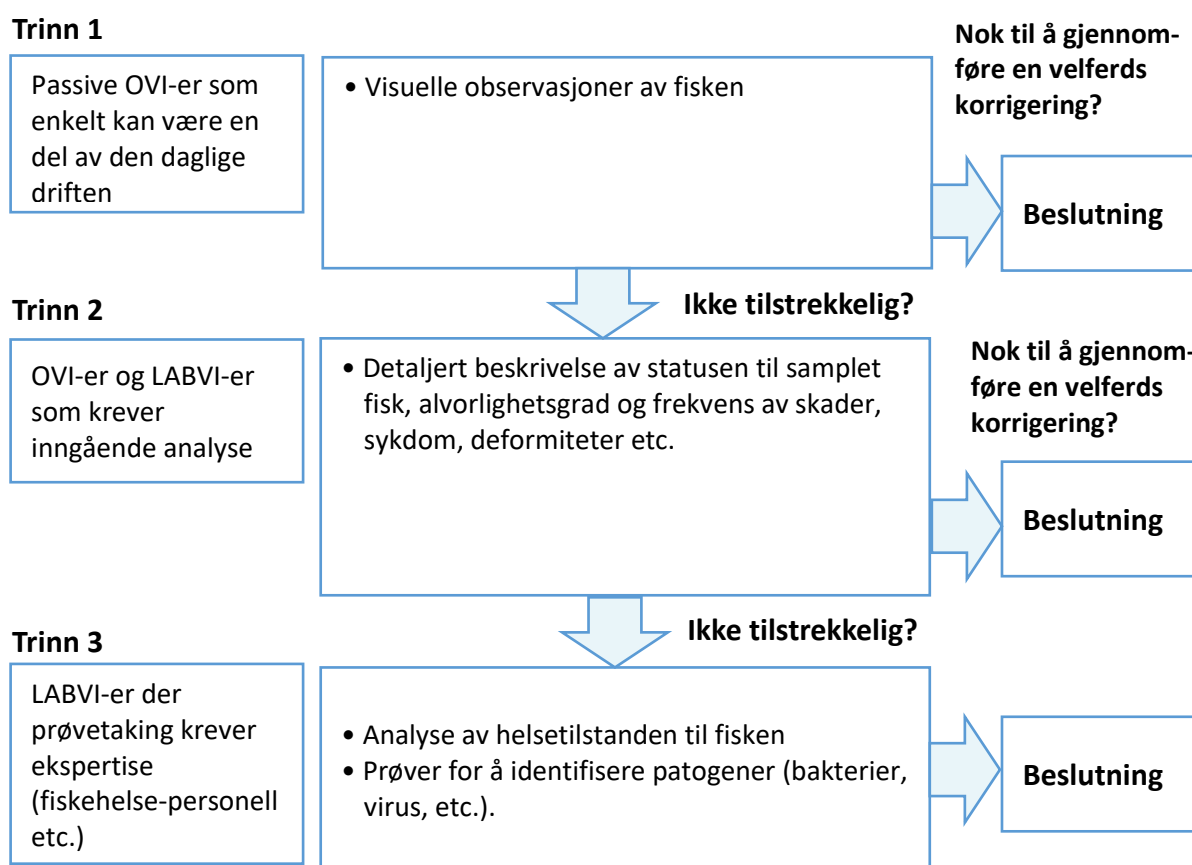 Trinn 1
Passive OVI-er som
enkelt kan være en
del av den daglige
driften
• Visuelle observasjoner av fisken
Nok til å gjennom-
føre en velferds
korrigering?
Beslutning
Ikke tilstrekkelig?
Trinn 2
OVI-er og LABVI-er
som krever
inngående analyse
• Detaljert beskrivelse av statusen til samplet
fisk, alvorlighetsgrad og frekvens av skader,
sykdom, deformiteter etc.
Nok til å gjennom-
føre en velferds
korrigering?
Beslutning
Ikke tilstrekkelig?
Trinn 3
LABVI-er der
prøvetaking krever
ekspertise
(fiskehelse-personell
etc.)
• Analyse av helsetilstanden til fisken
• Prøver for å identifisere patogener (bakterier,
virus, etc.).
Beslutning